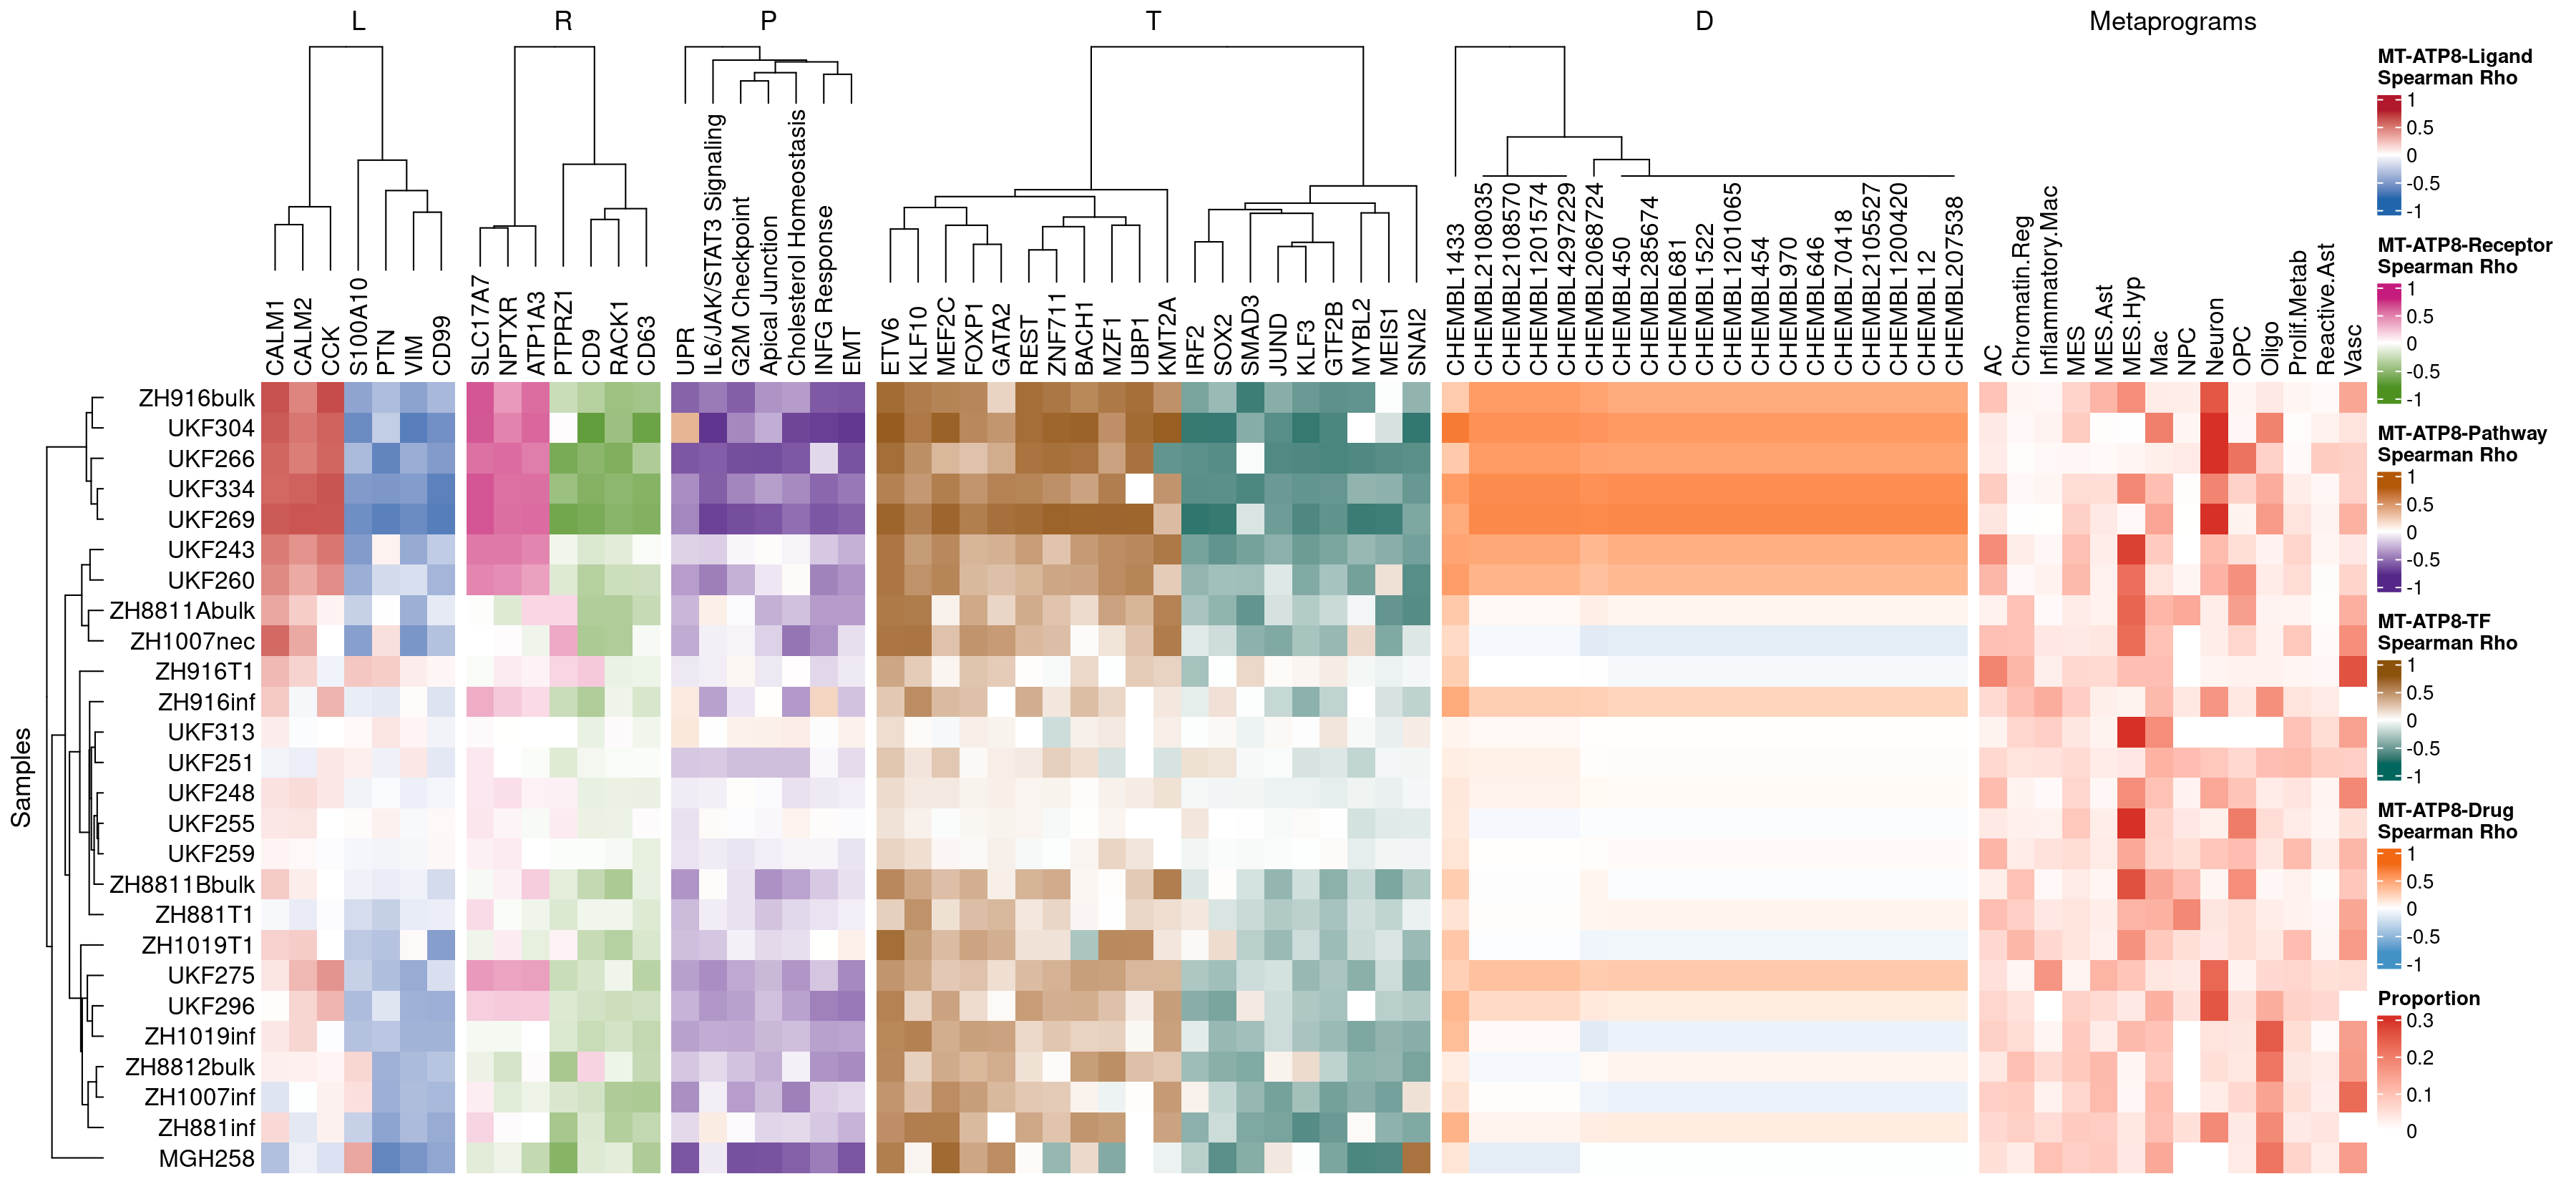 L
R
P
T
D
Metaprograms
CALM1
CALM2
CCK
S100A10
PTN
VIM
CD99
SLC17A7
NPTXR
ATP1A3
PTPRZ1
CD9
RACK1
CD63
UPR
IL6/JAK/STAT3 Signaling
G2M Checkpoint
Apical Junction
Cholesterol Homeostasis
INFG Response
EMT
ETV6
KLF10
MEF2C
FOXP1
GATA2
REST
ZNF711
BACH1
MZF1
UBP1
KMT2A
IRF2
SOX2
SMAD3
JUND
KLF3
GTF2B
MYBL2
MEIS1
SNAI2
CHEMBL1433
CHEMBL2108035
CHEMBL2108570
CHEMBL1201574
CHEMBL4297229
CHEMBL2068724
CHEMBL450
CHEMBL285674
CHEMBL681
CHEMBL1522
CHEMBL1201065
CHEMBL454
CHEMBL970
CHEMBL646
CHEMBL70418
CHEMBL2105527
CHEMBL1200420
CHEMBL12
CHEMBL207538
AC
Chromatin.Reg
Inflammatory.Mac
MES
MES.Ast
MES.Hyp
Mac
NPC
Neuron
OPC
Oligo
Prolif.Metab
Reactive.Ast
Vasc
Samples
ZH916bulk
UKF304
UKF266
UKF334
UKF269
UKF243
UKF260
ZH8811Abulk
ZH1007nec
ZH916T1
ZH916inf
UKF313
UKF251
UKF248
UKF255
UKF259
ZH8811Bbulk
ZH881T1
ZH1019T1
UKF275
UKF296
ZH1019inf
ZH8812bulk
ZH1007inf
ZH881inf
MGH258
MT-ATP8-Ligand
Spearman Rho
1
0.5
0
-0.5
-1
MT-ATP8-Receptor
Spearman Rho
1
0.5
0
-0.5
-1
MT-ATP8-Pathway
Spearman Rho
1
0.5
0
-0.5
-1
MT-ATP8-TF
Spearman Rho
1
0.5
0
-0.5
-1
MT-ATP8-Drug
Spearman Rho
1
0.5
0
-0.5
-1
Proportion
0.3
0.2
0.1
0